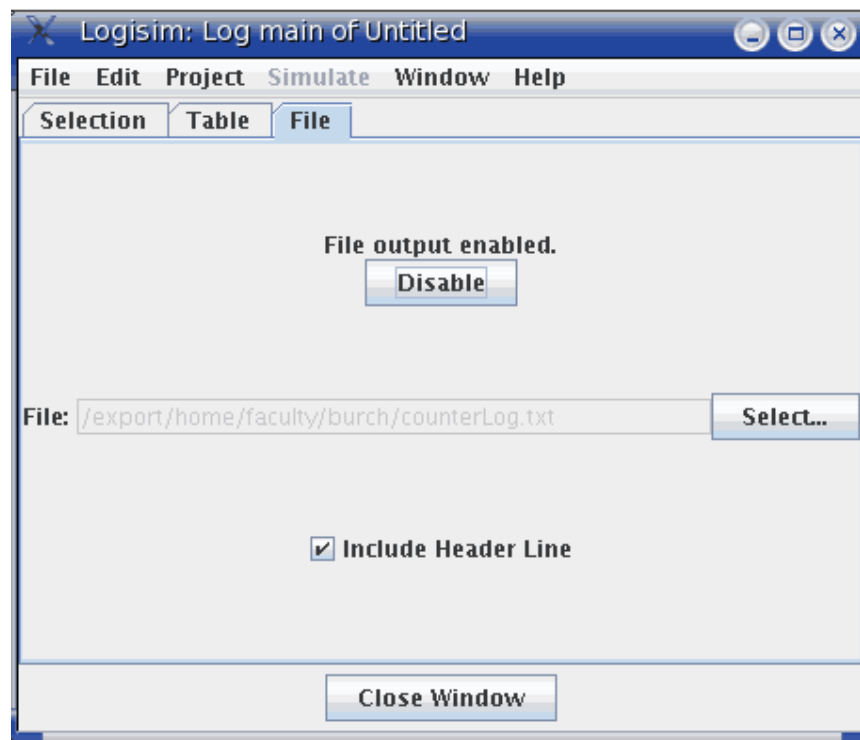 Logisim: Log main of Untitled
File Edit Project Simulate Window Help
Selection Table File
File output enabled.
Disable
File: /export/home/faculty/burch/counterLog.txt Select...
Include Header Line
Close Window